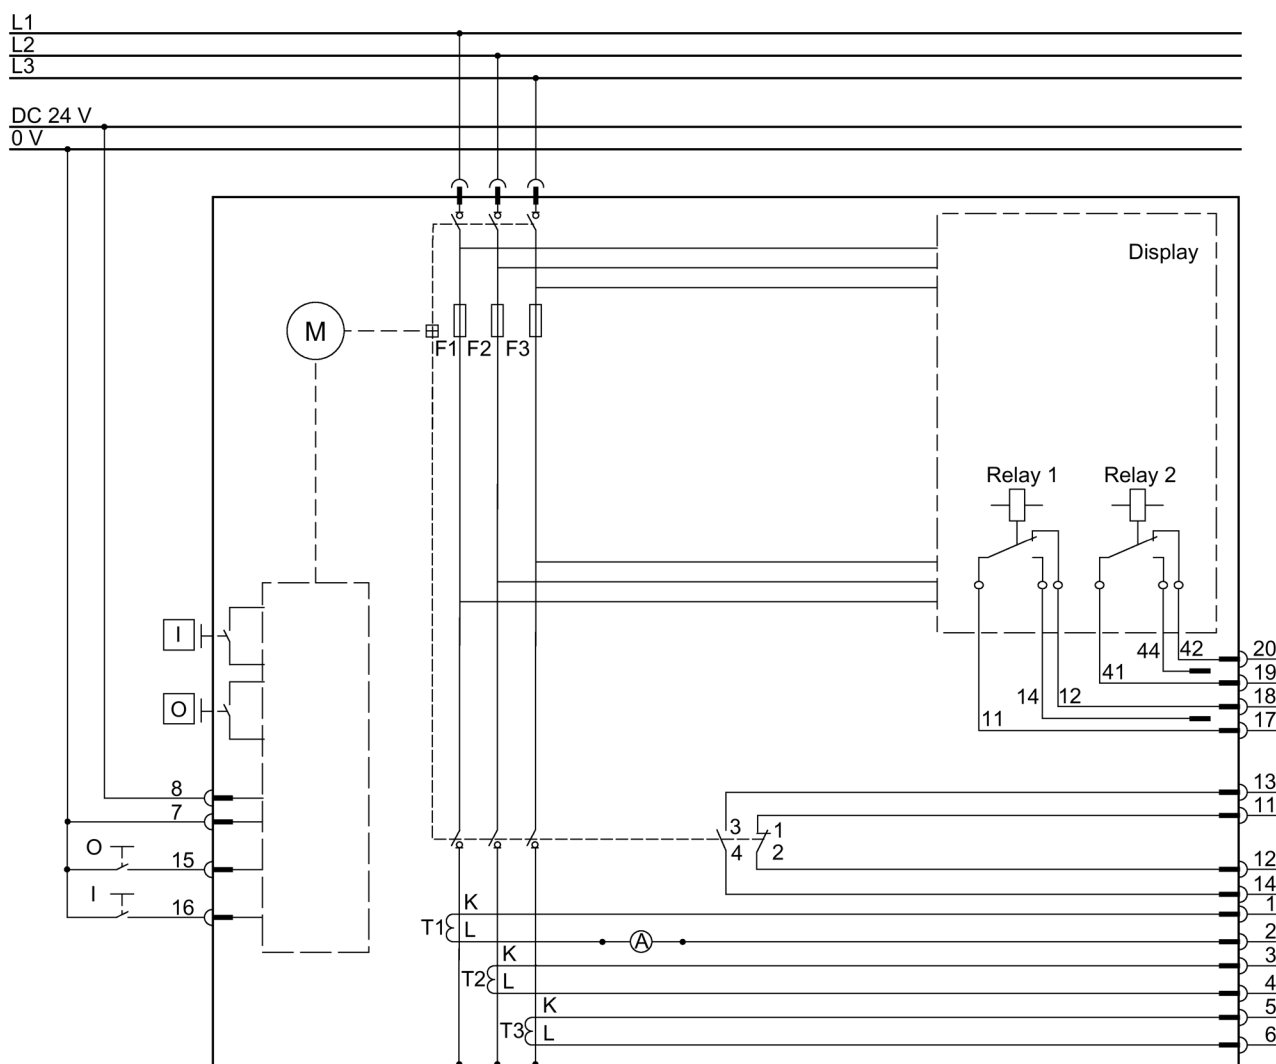 L1
L2
L3
DC 24 V
0 V
Display
M
F1 F2 F3
Relay 1 Relay 2
I
44 42 20
41 19
O
14 12 18
11 17
8 13
7 11
3 1
O
4 2
15 12
I
14
K 1
16
T1 L A 2
K 3
T2 L 4
K 5
T3 L 6